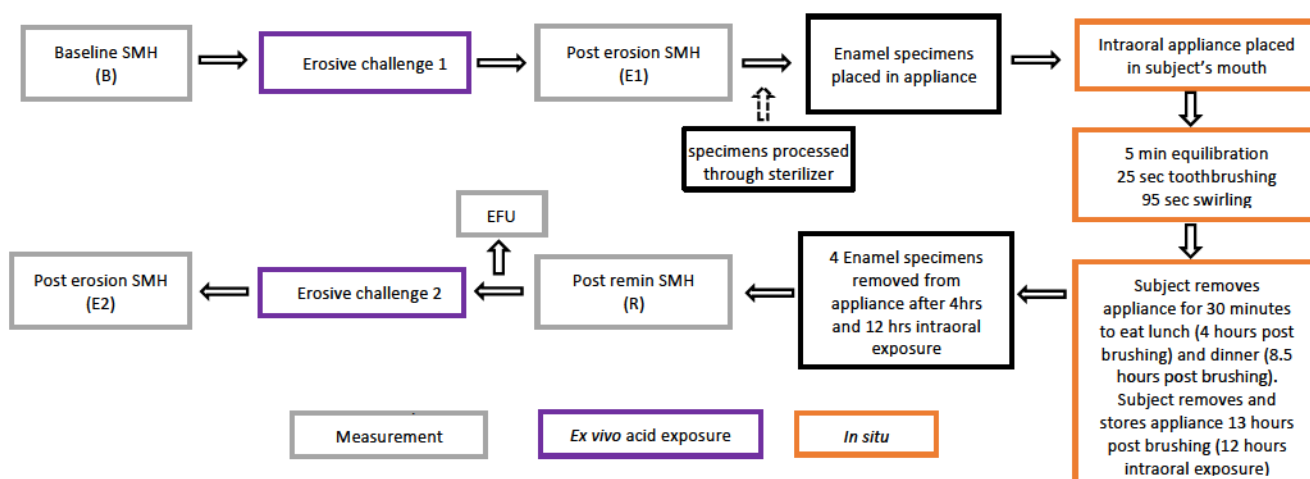 Baseline SMH
(B)
Erosive challenge 1
Post erosion SMH
(E1)
Enamel specimens
placed in appliance
Intraoral appliance placed
in subject's mouth
specimens processed
through sterilizer
5 min equilibration
25 sec toothbrushing
95 sec swirling
EFU
Post erosion SMH
(E2)
Erosive challenge 2
Post remin SMH
(R)
4 Enamel specimens
removed from
appliance after 4hrs
and 12 hrs intraoral
exposure
Subject removes
appliance for 30 minutes
to eat lunch (4 hours post
brushing) and dinner (8.5
hours post brushing).
Subject removes and
stores appliance 13 hours
post brushing (12 hours
intraoral exposure)
Measurement
Ex vivo acid exposure
In situ